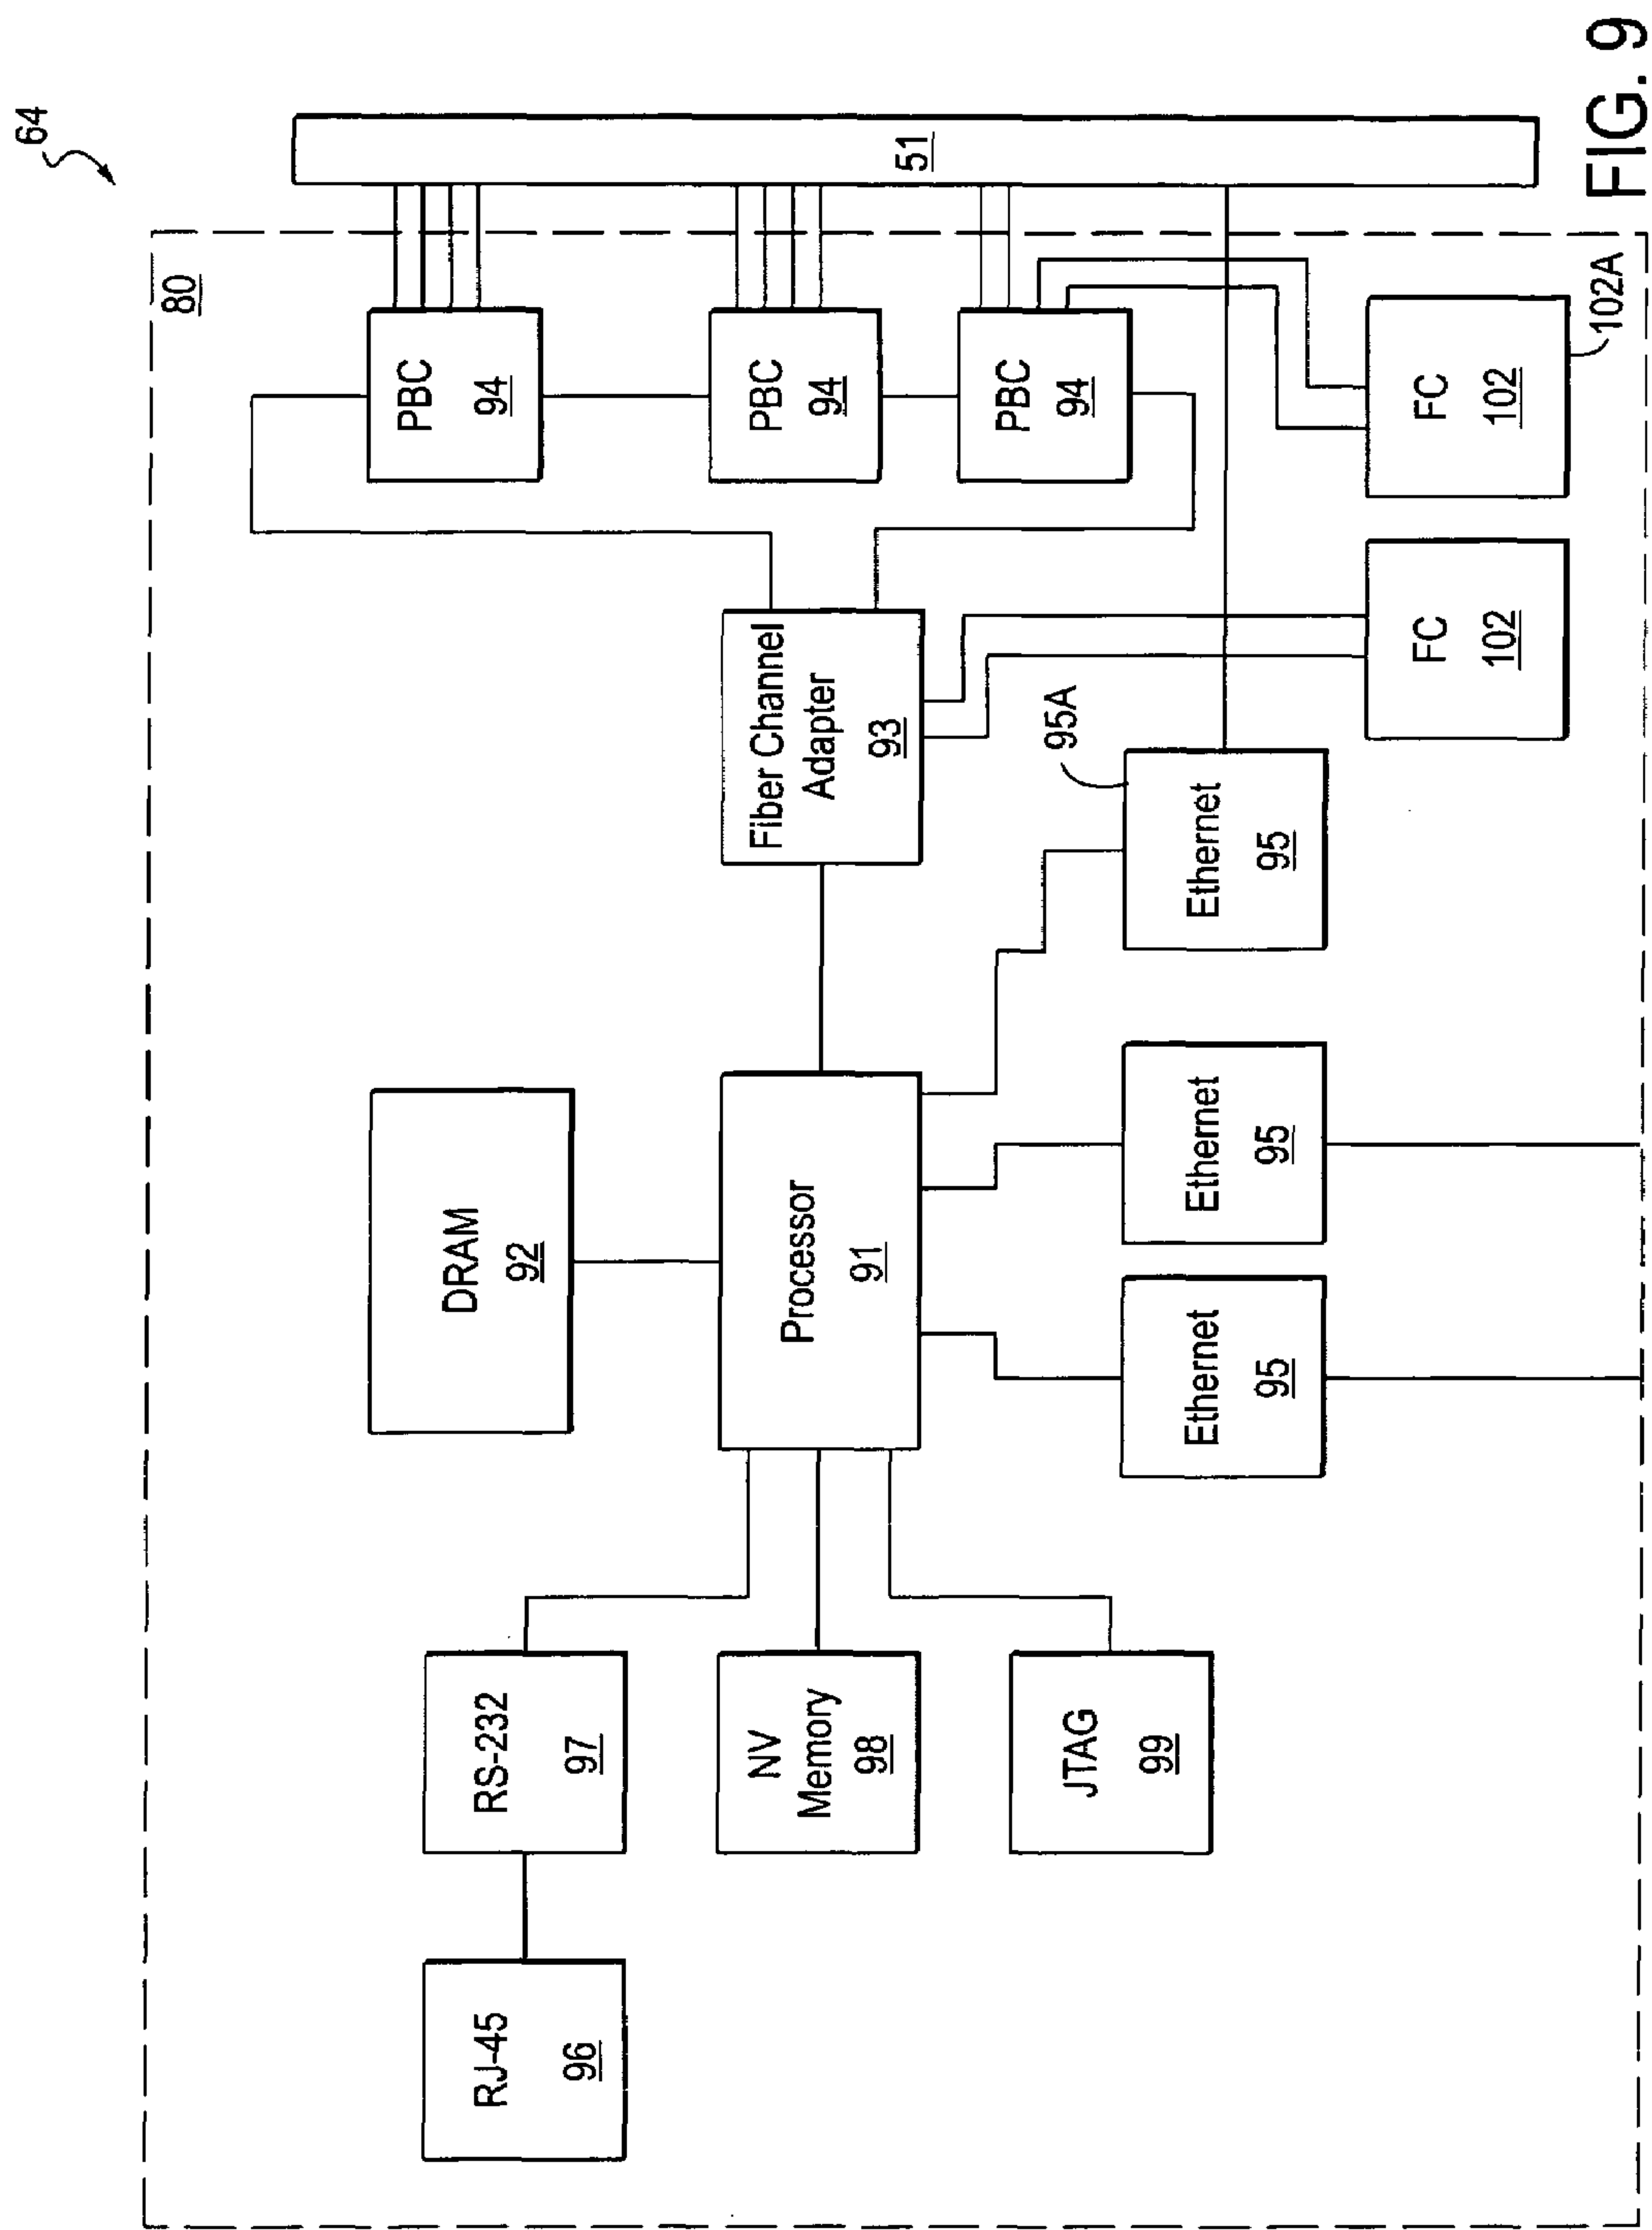 64
80
51
PBC
94
PBC
94
PBC
94
Fiber Channel
Adapter
93
FC
102
102A
FC
102
95A
Ethernet
95
DRAM
92
Processor
91
Ethernet
95
Ethernet
95
RS-232
97
NV
Memory
98
JTAG
99
RJ-45
96
FIG. 9